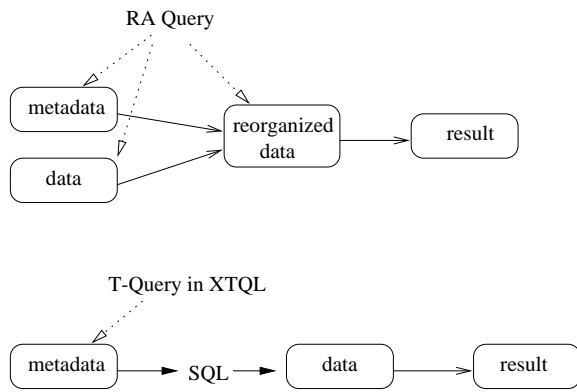 RA Query
metadata
reorganized
data
result
data
T-Query in XTQL
metadata
SQL
data
result